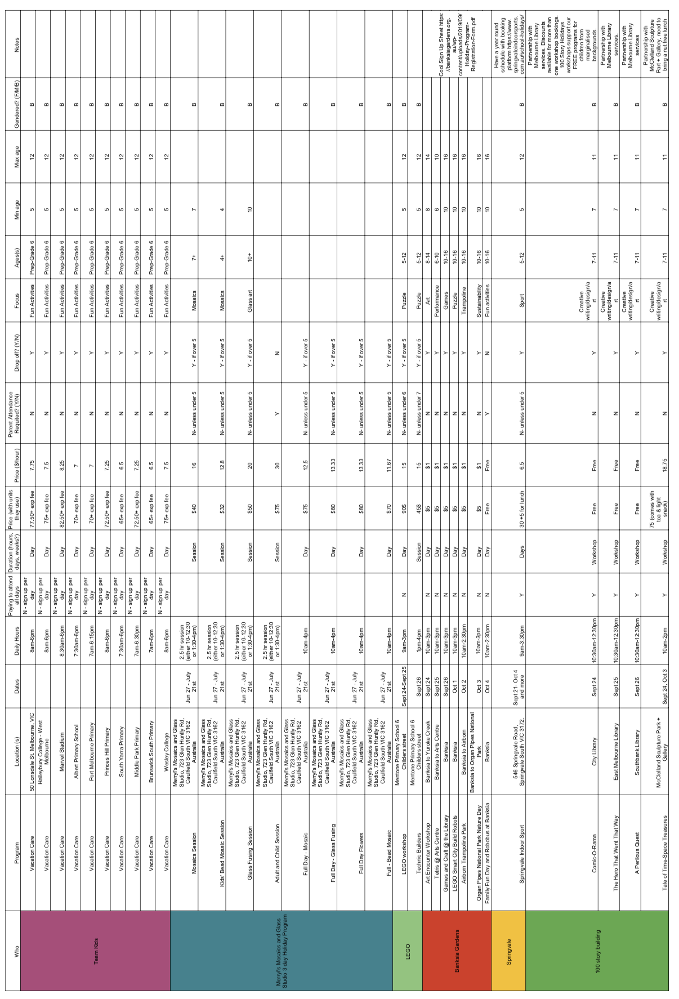 Who Program Location (s) Dates Daily Hours Paying to attend all days Duration (hours, days, weeks?) Price (with units they use) Price ($/hour) Parent Attendance Requited? (Y/N) Drop off? (Y/N) Focus Ages(s) Min age Max age Gendered? (F/M/B) Notes
Team Kids
Vacation Care 50 Lonsdale St. Melbourne, VIC 8am-6pm N - sign up per day Day 77.50+ exp fee 7.75 N Y Fun Activities Prep-Grade 6 5 12 B
Vacation Care Haileybury College - West Melbourne 8am-6pm N - sign up per day Day 75+ exp fee 7.5 N Y Fun Activities Prep-Grade 6 5 12 B
Vacation Care Marvel Stadium 8:30am-6pm N - sign up per day Day 82.50+ exp fee 8.25 N Y Fun Activities Prep-Grade 6 5 12 B
Vacation Care Albert Primary School 7:30am-6pm N - sign up per day Day 70+ exp fee 7 N Y Fun Activities Prep-Grade 6 5 12 B
Vacation Care Port Melbourne Primary 7am-6:15pm N - sign up per day Day 70+ exp fee 7 N Y Fun Activities Prep-Grade 6 5 12 B
Vacation Care Princes Hill Primary 8am-6pm N - sign up per day Day 72.50+ exp fee 7.25 N Y Fun Activities Prep-Grade 6 5 12 B
Vacation Care South Yarra Primary 7:30am-6pm N - sign up per day Day 65+ exp fee 6.5 N Y Fun Activities Prep-Grade 6 5 12 B
Vacation Care Middle Park Primary 7am-6:30pm N - sign up per day Day 72.50+ exp fee 7.25 N Y Fun Activities Prep-Grade 6 5 12 B
Vacation Care Brunswick South Primary 7am-6pm N - sign up per day Day 65+ exp fee 6.5 N Y Fun Activities Prep-Grade 6 5 12 B
Vacation Care Wesley College 8am-6pm N - sign up per day Day 75+ exp fee 7.5 N Y Fun Activities Prep-Grade 6 5 12 B
Merryl's Mosaics and Glass Studio 3 day Holiday Program
Mosaics Session Merryl's Mosaics and Glass Studio, 723 Glen Huntly Rd, Caulfield South VIC 3162 Australia Jun 27 - July 21st 2.5 hr session (either 10-12:30 or 1:30-4pm) Session $40 16 N- unless under 5 Y - if over 5 Mosaics 7+ 7 B
Kids' Bead Mosaic Session Merryl's Mosaics and Glass Studio, 723 Glen Huntly Rd, Caulfield South VIC 3162 Australia Jun 27 - July 21st 2.5 hr session (either 10-12:30 or 1:30-4pm) Session $32 12.8 N- unless under 5 Y - if over 5 Mosaics 4+ 4 B
Glass Fusing Session Merryl's Mosaics and Glass Studio, 723 Glen Huntly Rd, Caulfield South VIC 3162 Australia Jun 27 - July 21st 2.5 hr session (either 10-12:30 or 1:30-4pm) Session $50 20 N- unless under 5 Y - if over 5 Glass art 10+ 10 B
Adult and Child Session Merryl's Mosaics and Glass Studio, 723 Glen Huntly Rd, Caulfield South VIC 3162 Australia Jun 27 - July 21st 2.5 hr session (either 10-12:30 or 1:30-4pm) Session $75 30 Y N B
Full Day - Mosaic Merryl's Mosaics and Glass Studio, 723 Glen Huntly Rd, Caulfield South VIC 3162 Australia Jun 27 - July 21st 10am-4pm Day $75 12.5 N- unless under 5 Y - if over 5 B
Full Day - Glass Fusing Merryl's Mosaics and Glass Studio, 723 Glen Huntly Rd, Caulfield South VIC 3162 Australia Jun 27 - July 21st 10am-4pm Day $80 13.33 N- unless under 5 Y - if over 5 B
Full Day Flowers Merryl's Mosaics and Glass Studio, 723 Glen Huntly Rd, Caulfield South VIC 3162 Australia Jun 27 - July 21st 10am-4pm Day $80 13.33 N- unless under 5 Y - if over 5 B
Full - Bead Mosaic Merryl's Mosaics and Glass Studio, 723 Glen Huntly Rd, Caulfield South VIC 3162 Australia Jun 27 - July 21st 10am-4pm Day $70 11.67 N- unless under 5 Y - if over 5 B
LEGO
LEGO workshop Mentone Primary School 6 Childers street Sept 24-Sept 25 9am-3pm N Day 90$ 15 N- unless under 6 Y - if over 5 Puzzle 5-12 5 12 B
Technic Builders Mentone Primary School 6 Childers street Sept 26 1pm-4pm Session 45$ 15 N- unless under 7 Y - if over 5 Puzzle 5-12 5 12 B
Banksia Gardens
Art Encounter Workshop Banksia to Yuroke Creek Sept 24 10am-3pm N Day $5 $1 N Y Art 8-14 8 14
Tetris @ Arts Centre Banksia to Arts Centre Sept 25 10am-3pm N Day $5 $1 N Y Performance 6-10 6 10
Games and Craft @ the Library Banksia Sept 26 10am-3pm N Day $5 $1 N Y Games 10-16 10 16
LEGO Smart City Build Robots Banksia Oct 1 10am-3pm N Day $5 $1 N Y Puzzle 10-16 10 16
Airborn Trampoline Park Banksia to Airborn Oct 2 10am-2:30pm N Day $5 $1 N Y Trampoline 10-16 10 16
Organ Pipes National Park Nature Day Banksia to Organ Pipes National Park Oct 3 10am-3pm N Day $5 $1 N Y Sustainability 10-16 10 16
Family Fun Day and Robobus at Banksia Banksia Oct 4 10am-2:30pm N Day Free Free Y N Fun activities 10-16 10 16
Cool Sign Up Sheet https:
//banksiagardens.org.
au/wp-
content/uploads/2019/09/
Holiday-Program-
Registration-Form.pdf
Springvale
Springvale Indoor Sport 546 Springvale Road, Springvale South VIC 3172. Sept 21- Oct 4 and more 9am-3:30pm Y Days 30 +5 for lunch 6.5 N- unless under 5 Y Sport 5-12 5 12 B
Have a year round
schedule with booking
platform https://www.
springvaleindoorsports.
com.au/school-holidays/
100 story building
Comic-O-Rama City Library Sept 24 10:30am-12:30pm Y Workshop Free Free N Y Creative writing/design/a rt 7-11 7 11 B
Partnership with
Melbourne Library
services. Discounts
available for more than
one workshop bookings.
100 Story Holidays
workshops support our
FREE programs for
children from
marginalised
backgrounds.
The Hero That Went That Way East Melbourne Library Sept 25 10:30am-12:30pm Y Workshop Free Free N Y Creative writing/design/a rt 7-11 7 11 B Partnership with Melbourne Library services.
A Perilous Quest Southbank Library Sept 26 10:30am-12:30pm Y Workshop Free Free N Y Creative writing/design/a rt 7-11 7 11 B Partnership with Melbourne Library services.
Tale of Time-Space Treasures McClelland Sculpture Park + Gallery Sept 24, Oct 3 10am-2pm Y Workshop 75 (comes with tea & light snack) 18.75 N Y Creative writing/design/a rt 7-11 7 11 B Partnership with McClelland Sculpture Part + Gallery, need to bring a nut free lunch